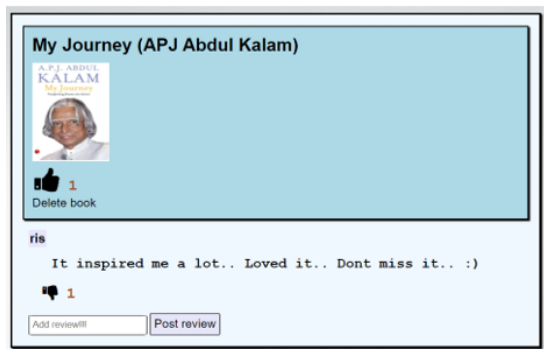 My Journey (APJ Abdul Kalam)
A.P.J. ABDUL
KALAM
My Journey
1
Delete book
ris
It inspired me a lot.. Loved it.. Dont miss it.. :)
1
Add review!!!!
Post review